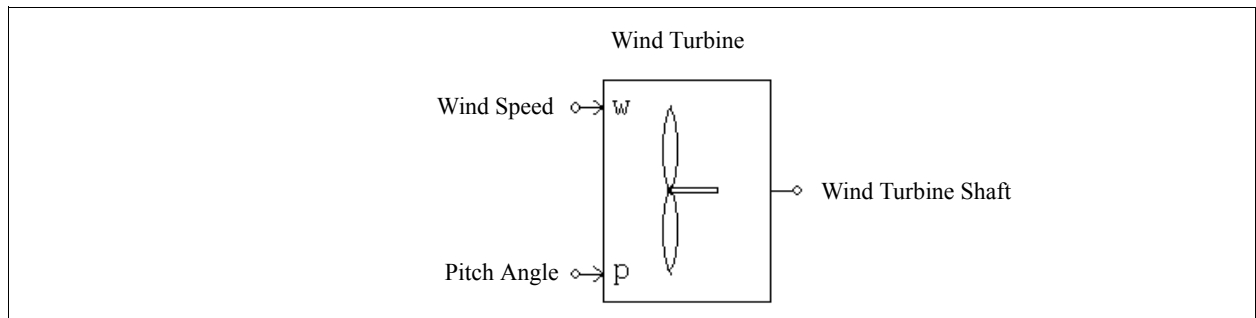 Wind Turbine
Wind Speed
w
Wind Turbine Shaft
Pitch Angle
p